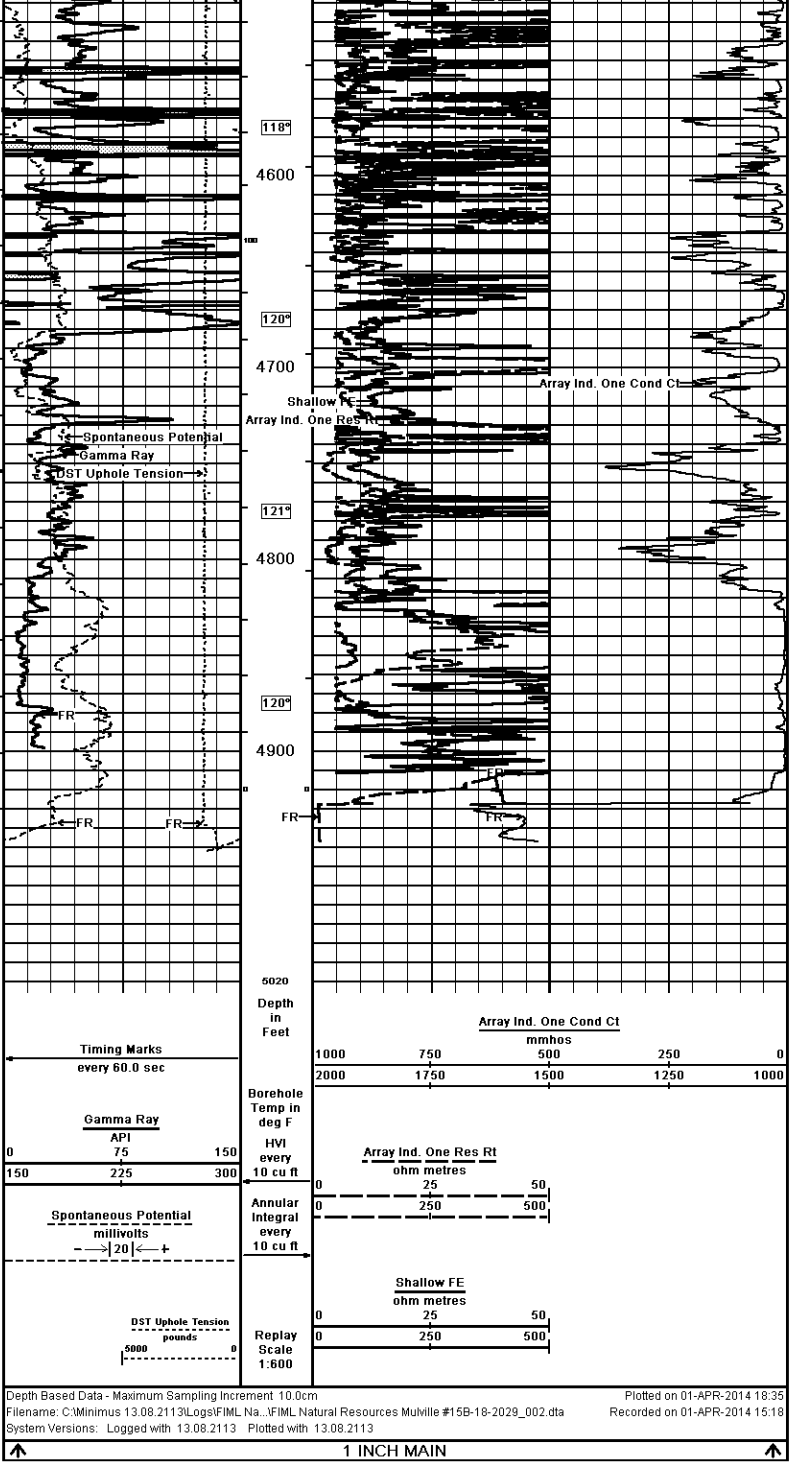 118°
4600
100
120°
4700
Array Ind. One Cond Ct
Shallow FE
Array Ind. One Res Rt
Spontaneous Potential
Gamma Ray
DST Uphole Tension
121°
4800
120°
FR
4900
FR
0 0
FR
FR
FR FR
5020
Depth
in
Feet
Array Ind. One Cond Ct
mmhos
1000 750 500 250 0
2000 1750 1500 1250 1000
Timing Marks
every 60.0 sec
Borehole
Temp in
deg F
Gamma Ray
API
0 75 150
150 225 300
HVI
every
10 cu ft
Array Ind. One Res Rt
ohm metres
0 25 50
0 250 500
Annular
Integral
every
10 cu ft
Spontaneous Potential
millivolts
- 20 +
Shallow FE
ohm metres
0 25 50
0 250 500
DST Uphole Tension
pounds
5000 0
Replay
Scale
1:600
Depth Based Data - Maximum Sampling Increment 10.0cm
Plotted on 01-APR-2014 18:35
Filename: C:\Minimus 13.08.2113\Logs\FIML Na...\FIML Natural Resources Mulville #15B-18-2029_002.dta
Recorded on 01-APR-2014 15:18
System Versions: Logged with 13.08.2113 Plotted with 13.08.2113
1 INCH MAIN